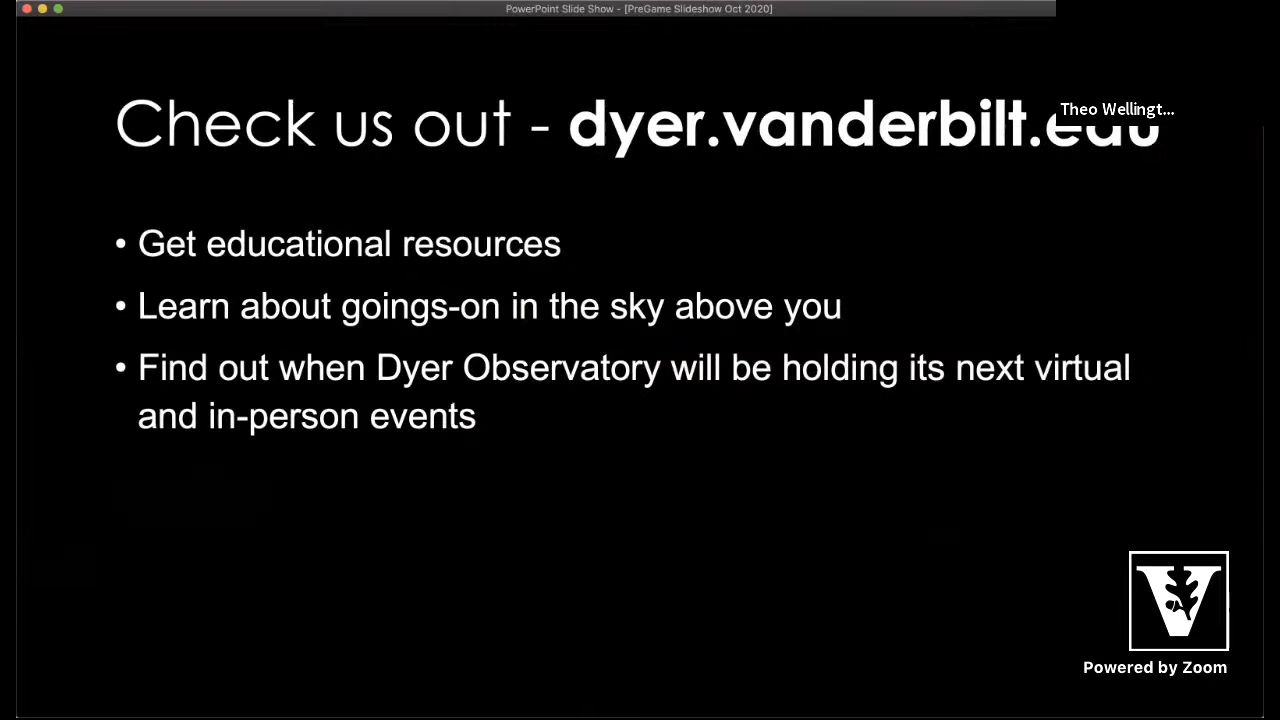 PowerPoint Slide Show - [PreGame Slideshow Oct 2020]
Theo Wellingt...
Check us out - dyer.vanderbilt.edu
• Get educational resources
• Learn about goings-on in the sky above you
• Find out when Dyer Observatory will be holding its next virtual
and in-person events
V
Powered by Zoom